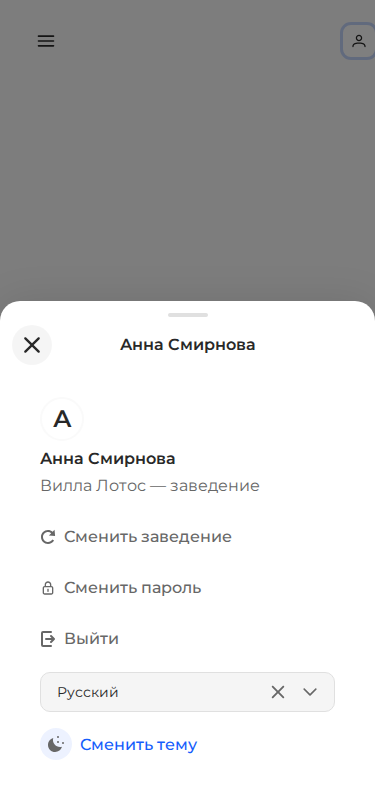 Анна Смирнова
А
Анна Смирнова
Вилла Лотос — заведение
Сменить заведение
Сменить пароль
Выйти
Русский
Сменить тему